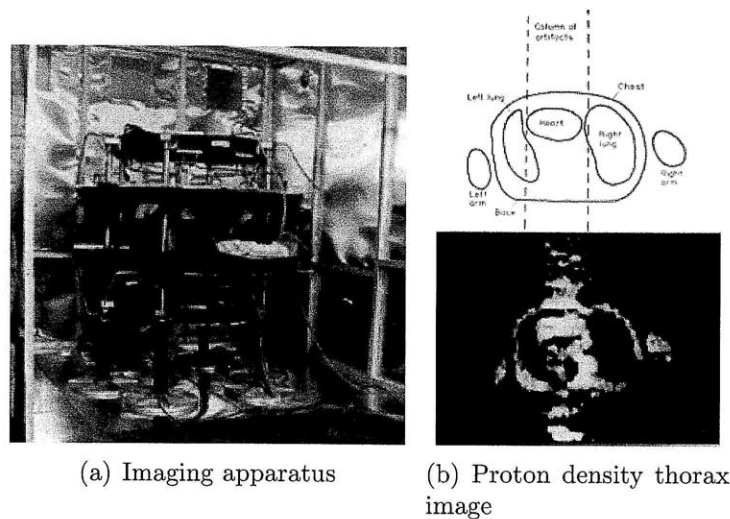 Column of
artifacts
Left lung
Chest
Heart
Right
lung
Left
arm
Right
arm
Back
(a) Imaging apparatus
(b) Proton density thorax
image